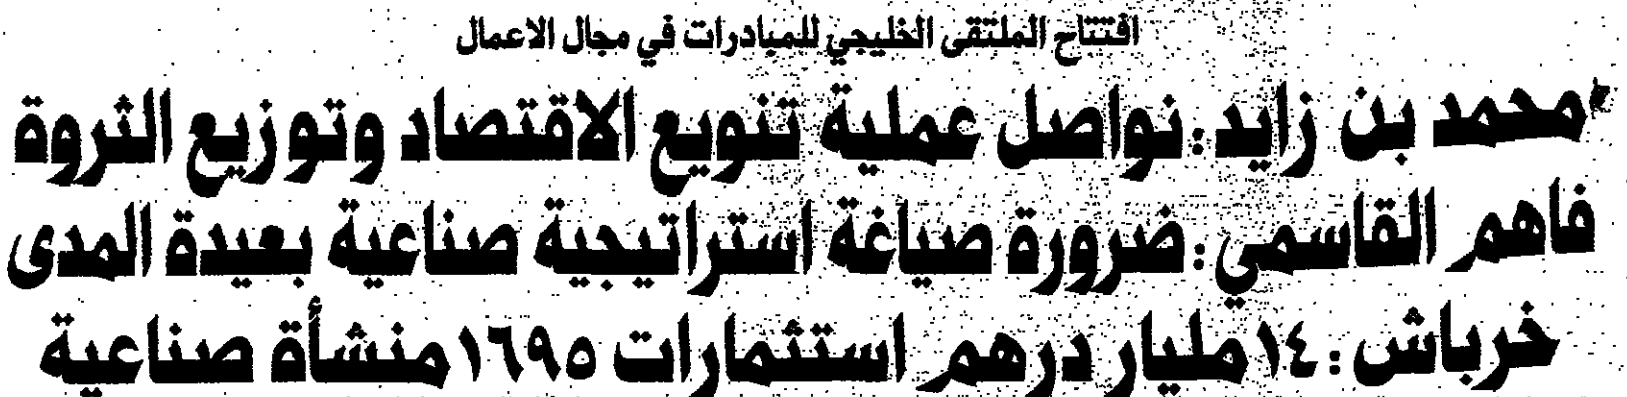 افتتاح الملتقى الخليجي للمبادرات في مجال الاعمال
محمد بن زايد : نواصل عملية تنويع الاقتصاد وتوزيع الثروة
فاهم القاسمي : ضرورة صياغة استراتيجية صناعية بعيدة المدى
خرباش : ١٤ مليار درهم استثمارات ١٦٩٥ منشأة صناعية